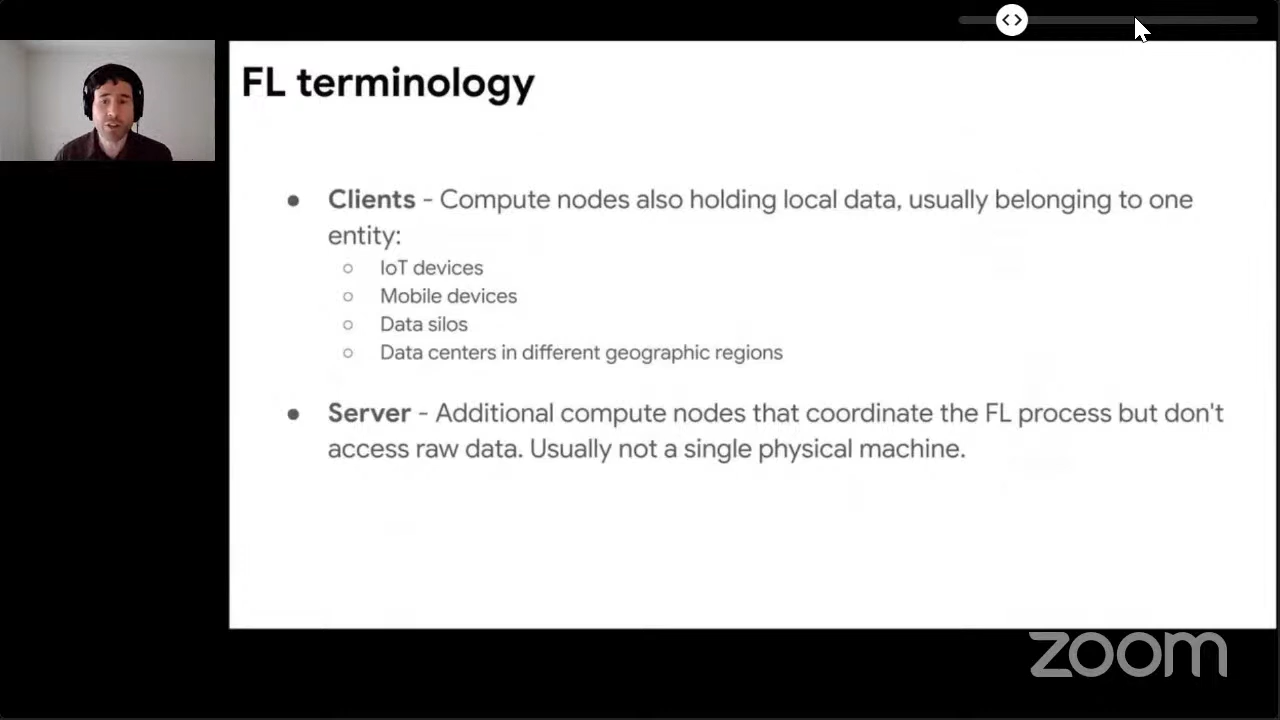 FL terminology
● Clients - Compute nodes also holding local data, usually belonging to one
entity:
○ IoT devices
○ Mobile devices
○ Data silos
○ Data centers in different geographic regions
● Server - Additional compute nodes that coordinate the FL process but don't
access raw data. Usually not a single physical machine.
zoom